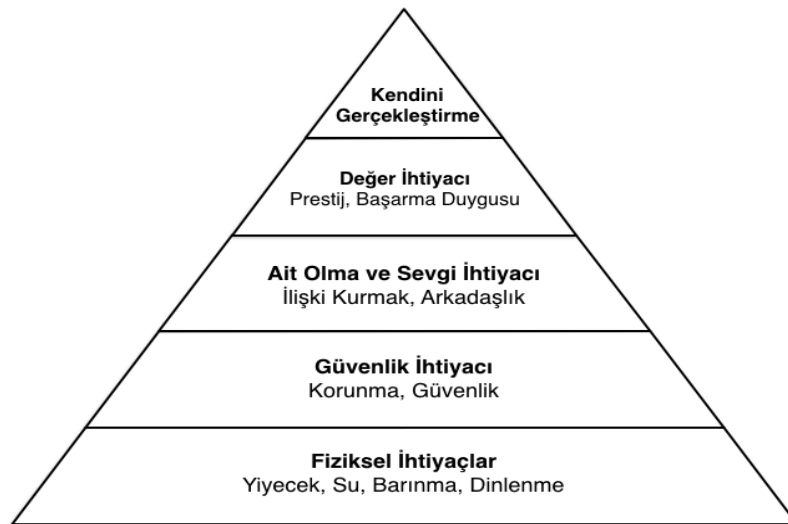 Kendini
Gerçekleştirme
Değer İhtiyacı
Prestij, Başarma Duygusu
Ait Olma ve Sevgi İhtiyacı
İlişki Kurmak, Arkadaşlık
Güvenlik İhtiyacı
Korunma, Güvenlik
Fiziksel İhtiyaçlar
Yiyecek, Su, Barınma, Dinlenme